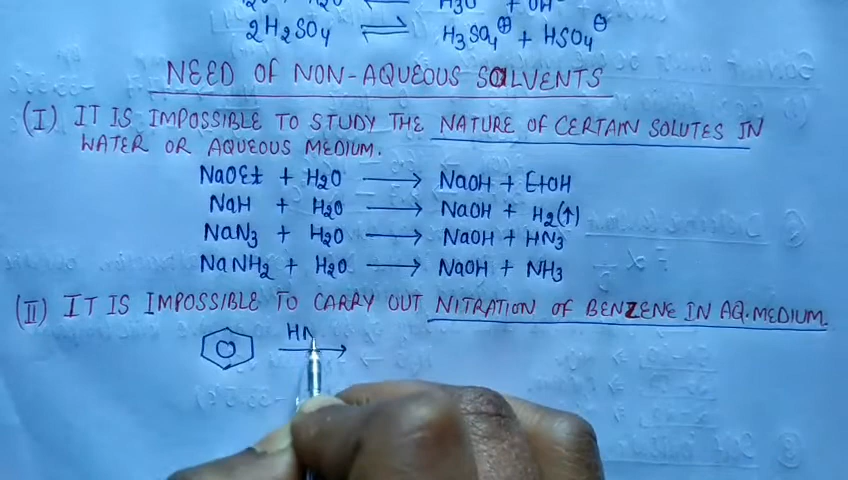 2H₂SO₄ ⇌ H₃SO₄⊕ + HSO₄⊖
NEED OF NON-AQUEOUS SOLVENTS
(I) IT IS IMPOSSIBLE TO STUDY THE NATURE OF CERTAIN SOLUTES IN
WATER OR AQUEOUS MEDIUM.
NaOEt + H₂O ⟶ NaOH + EtOH
NaH + H₂O ⟶ NaOH + H₂(↑)
NaN₃ + H₂O ⟶ NaOH + HN₃
NaNH₂ + H₂O ⟶ NaOH + NH₃
(II) IT IS IMPOSSIBLE TO CARRY OUT NITRATION OF BENZENE IN AQ. MEDIUM.
HN